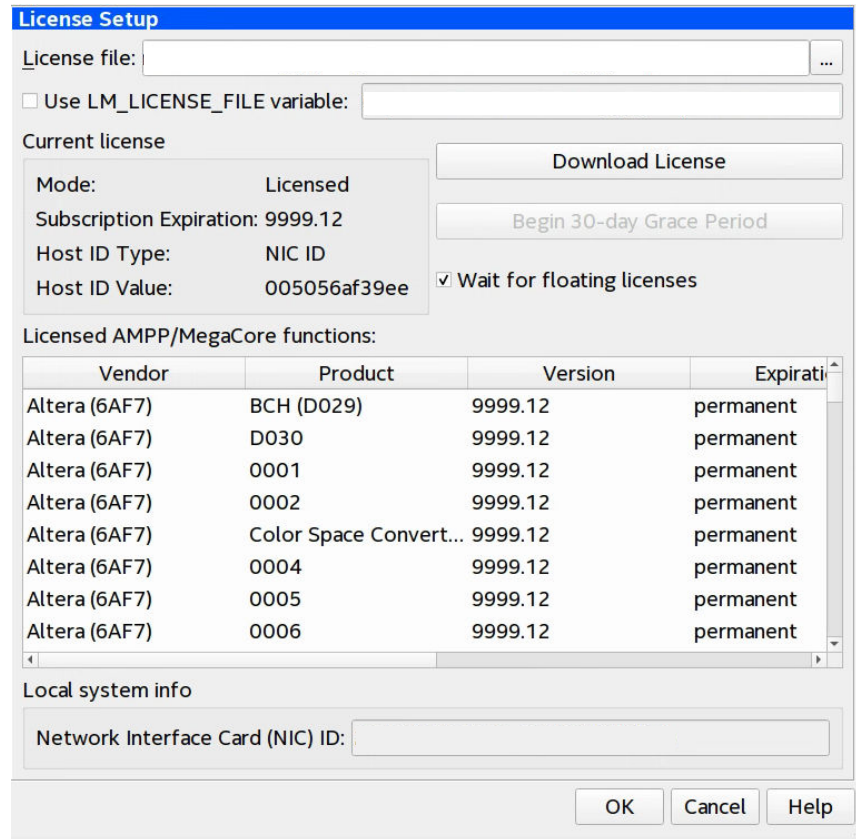 License Setup
License file:
...
Use LM_LICENSE_FILE variable:
Current license
Mode: Licensed
Subscription Expiration: 9999.12
Host ID Type: NIC ID
Host ID Value: 005056af39ee
Download License
Begin 30-day Grace Period
Wait for floating licenses
Licensed AMPP/MegaCore functions:
Vendor Product Version Expirati
Altera (6AF7) BCH (D029) 9999.12 permanent
Altera (6AF7) D030 9999.12 permanent
Altera (6AF7) 0001 9999.12 permanent
Altera (6AF7) 0002 9999.12 permanent
Altera (6AF7) Color Space Convert... 9999.12 permanent
Altera (6AF7) 0004 9999.12 permanent
Altera (6AF7) 0005 9999.12 permanent
Altera (6AF7) 0006 9999.12 permanent
Local system info
Network Interface Card (NIC) ID:
OK Cancel Help